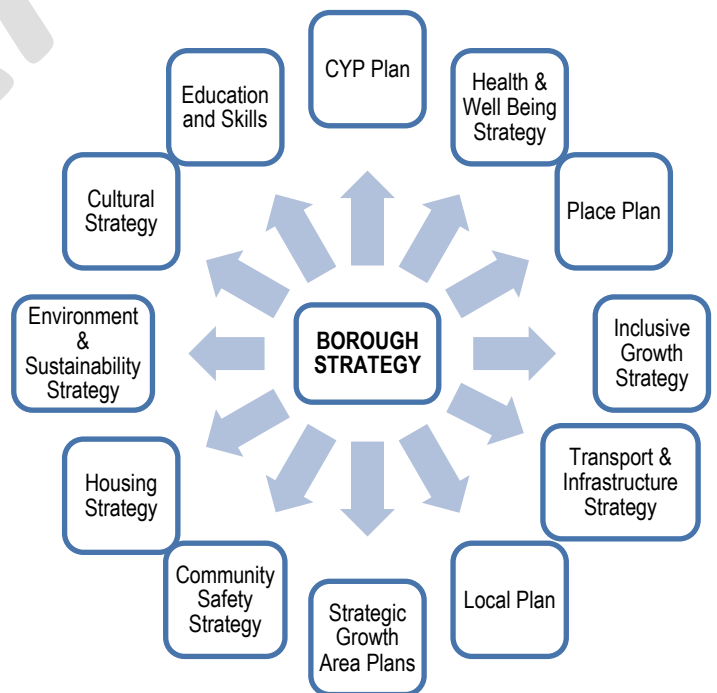 CYP Plan
Health &
Well Being
Strategy
Place Plan
Inclusive
Growth
Strategy
Transport &
Infrastructure
Strategy
Local Plan
Strategic
Growth
Area Plans
Community
Safety
Strategy
Housing
Strategy
Environment
&
Sustainability
Strategy
Cultural
Strategy
Education
and Skills
BOROUGH
STRATEGY